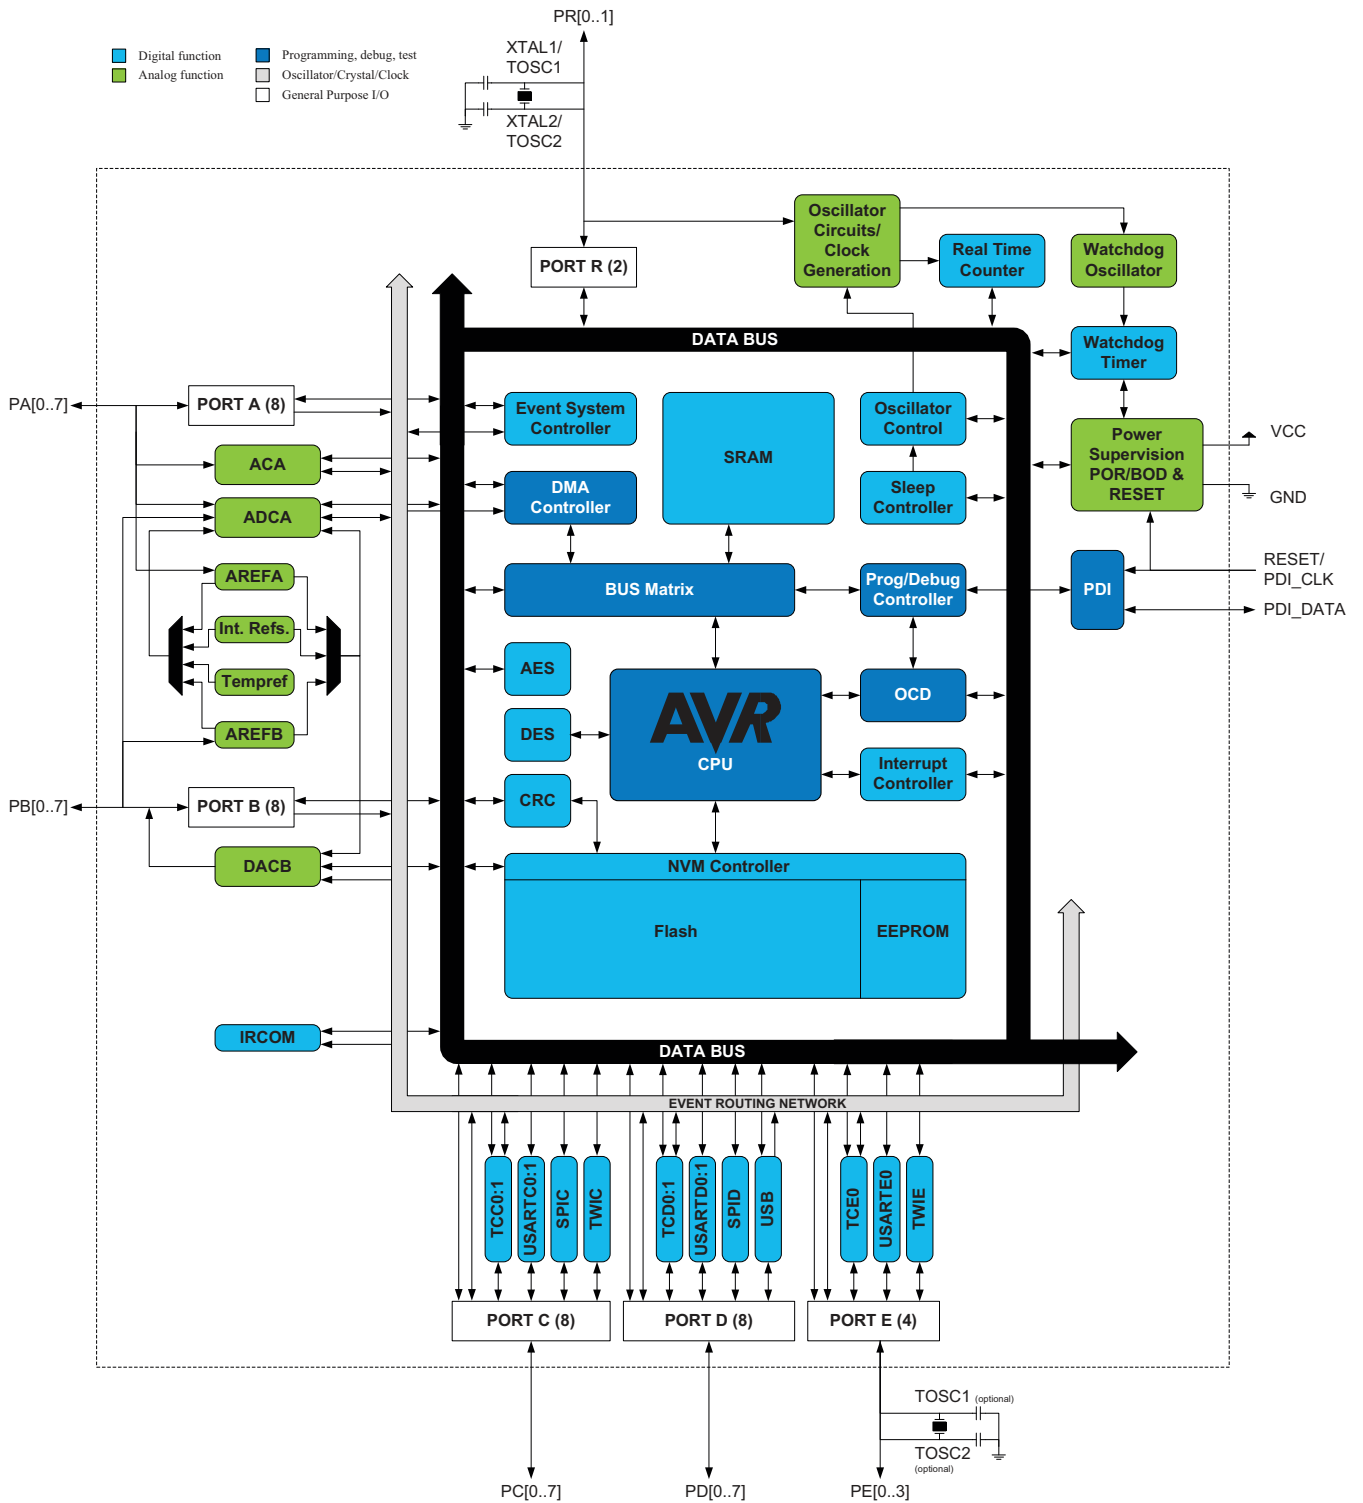 PR[0..1]
Digital function
Analog function
Programming, debug, test
Oscillator/Crystal/Clock
General Purpose I/O
XTAL1/
TOSC1
XTAL2/
TOSC2
Oscillator
Circuits/
Clock
Generation
Real Time
Counter
Watchdog
Oscillator
PORT R (2)
DATA BUS
Watchdog
Timer
PA[0..7]
PORT A (8)
Event System
Controller
SRAM
Oscillator
Control
Power
Supervision
POR/BOD &
RESET
VCC
GND
ACA
DMA
Controller
Sleep
Controller
ADCA
RESET/
PDI_CLK
AREFA
BUS Matrix
Prog/Debug
Controller
PDI
PDI_DATA
Int. Refs.
AES
Tempref
AVR
CPU
OCD
AREFB
DES
Interrupt
Controller
PB[0..7]
PORT B (8)
CRC
DACB
NVM Controller
Flash
EEPROM
IRCOM
DATA BUS
EVENT ROUTING NETWORK
TCC0:1
USARTC0:1
SPIC
TWIC
TCD0:1
USARTD0:1
SPID
USB
TCE0
USARTE0
TWIE
PORT C (8)
PORT D (8)
PORT E (4)
TOSC1 (optional)
TOSC2
(optional)
PC[0..7]
PD[0..7]
PE[0..3]